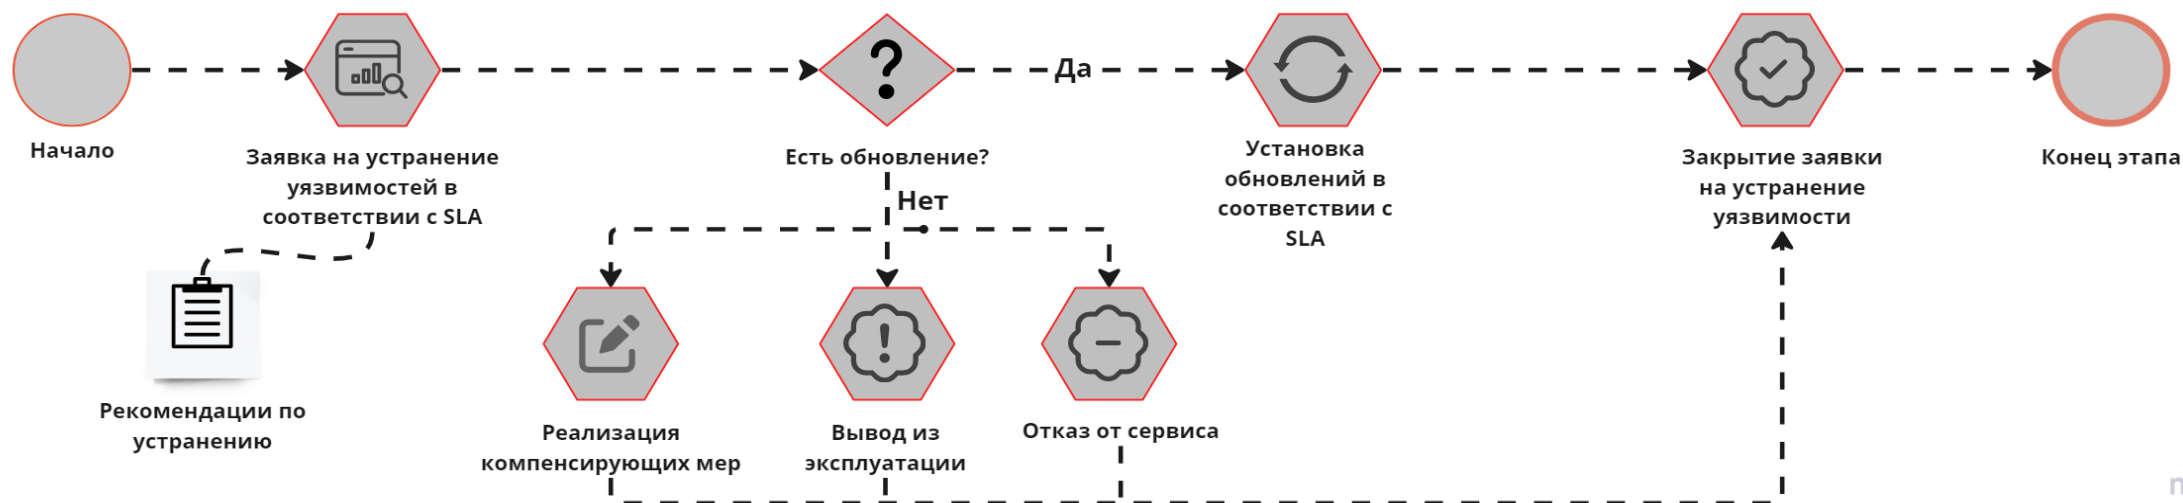 Да
Начало
Заявка на устранение
уязвимостей в
соответствии с SLA
Есть обновление?
Установка
обновлений в
соответствии с
SLA
Закрытие заявки
на устранение
уязвимости
Конец этапа
Нет
Рекомендации по
устранению
Реализация
компенсирующих мер
Вывод из
эксплуатации
Отказ от сервиса